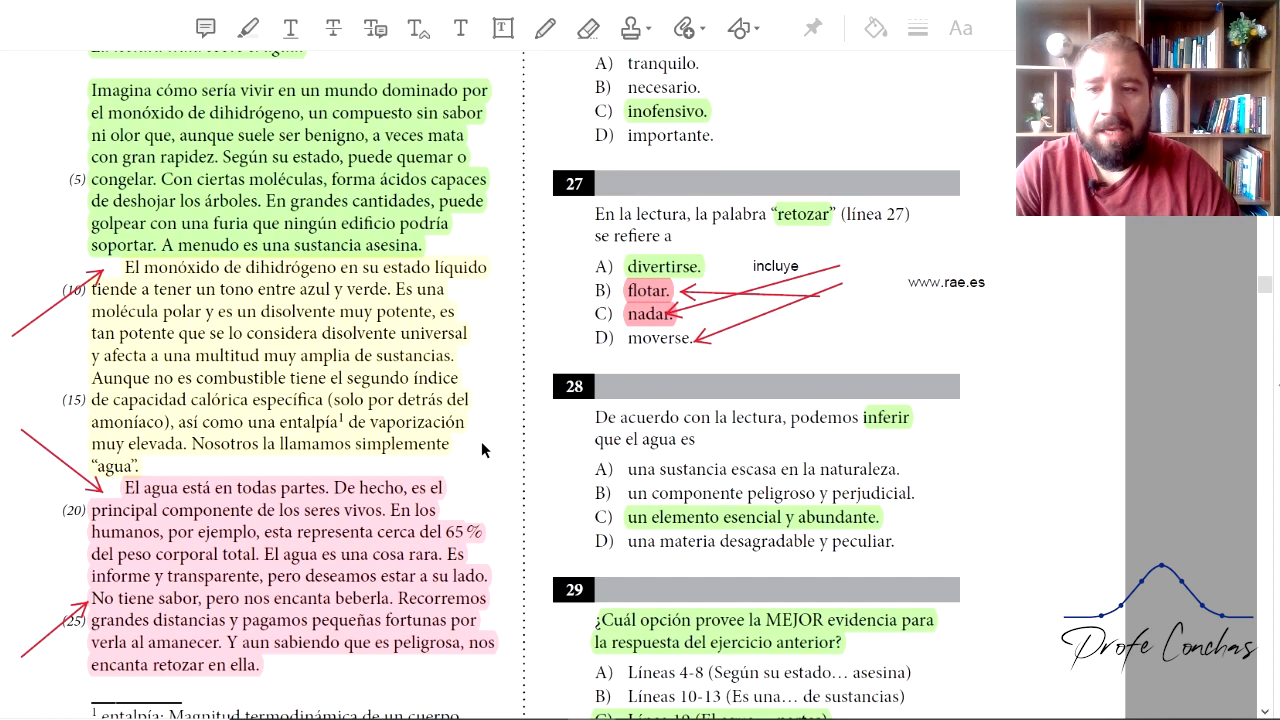 Imagina cómo sería vivir en un mundo dominado por
el monóxido de dihidrógeno, un compuesto sin sabor
ni olor que, aunque suele ser benigno, a veces mata
con gran rapidez. Según su estado, puede quemar o
(5) congelar. Con ciertas moléculas, forma ácidos capaces
de deshojar los árboles. En grandes cantidades, puede
golpear con una furia que ningún edificio podría
soportar. A menudo es una sustancia asesina.
El monóxido de dihidrógeno en su estado líquido
(10) tiende a tener un tono entre azul y verde. Es una
molécula polar y es un disolvente muy potente, es
tan potente que se lo considera disolvente universal
y afecta a una multitud muy amplia de sustancias.
Aunque no es combustible tiene el segundo índice
(15) de capacidad calórica específica (solo por detrás del
amoníaco), así como una entalpía1 de vaporización
muy elevada. Nosotros la llamamos simplemente
“agua”.
El agua está en todas partes. De hecho, es el
(20) principal componente de los seres vivos. En los
humanos, por ejemplo, esta representa cerca del 65 %
del peso corporal total. El agua es una cosa rara. Es
informe y transparente, pero deseamos estar a su lado.
No tiene sabor, pero nos encanta beberla. Recorremos
(25) grandes distancias y pagamos pequeñas fortunas por
verla al amanecer. Y aun sabiendo que es peligrosa, nos
encanta retozar en ella.
1 entalpía: Magnitud termodinámica de un cuerpo
A) tranquilo.
B) necesario.
C) inofensivo.
D) importante.
27
En la lectura, la palabra “retozar” (línea 27)
se refiere a
A) divertirse.
B) flotar.
C) nadar.
D) moverse.
incluye
www.rae.es
28
De acuerdo con la lectura, podemos inferir
que el agua es
A) una sustancia escasa en la naturaleza.
B) un componente peligroso y perjudicial.
C) un elemento esencial y abundante.
D) una materia desagradable y peculiar.
29
¿Cuál opción provee la MEJOR evidencia para
la respuesta del ejercicio anterior?
A) Líneas 4-8 (Según su estado… asesina)
B) Líneas 10-13 (Es una… de sustancias)
Aa
Profe Conchas